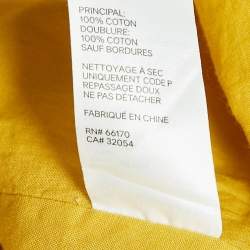 PRINCIPAL:
100% COTON
DOUBLURE:
100% COTON
SAUF BORDURES
NETTOYAGE À SEC
UNIQUEMENT CODE P
REPASSAGE DOUX
NE PAS DÉTACHER
FABRIQUÉ EN CHINE
RN# 66170
CA# 32054